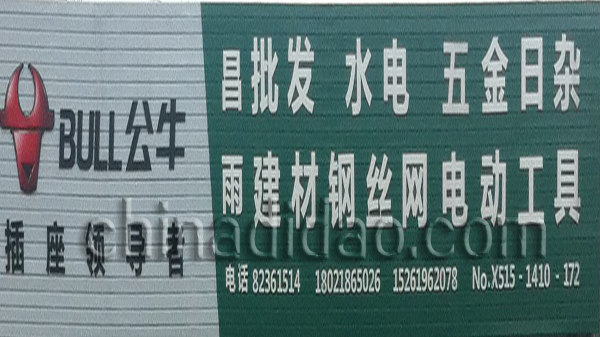 BULL公牛
插座领导者
昌批发 水电 五金日杂
雨建材钢丝网电动工具
电话 82361514 18021865026 15261962078 No.XS15-1410-172
chinadidao.com